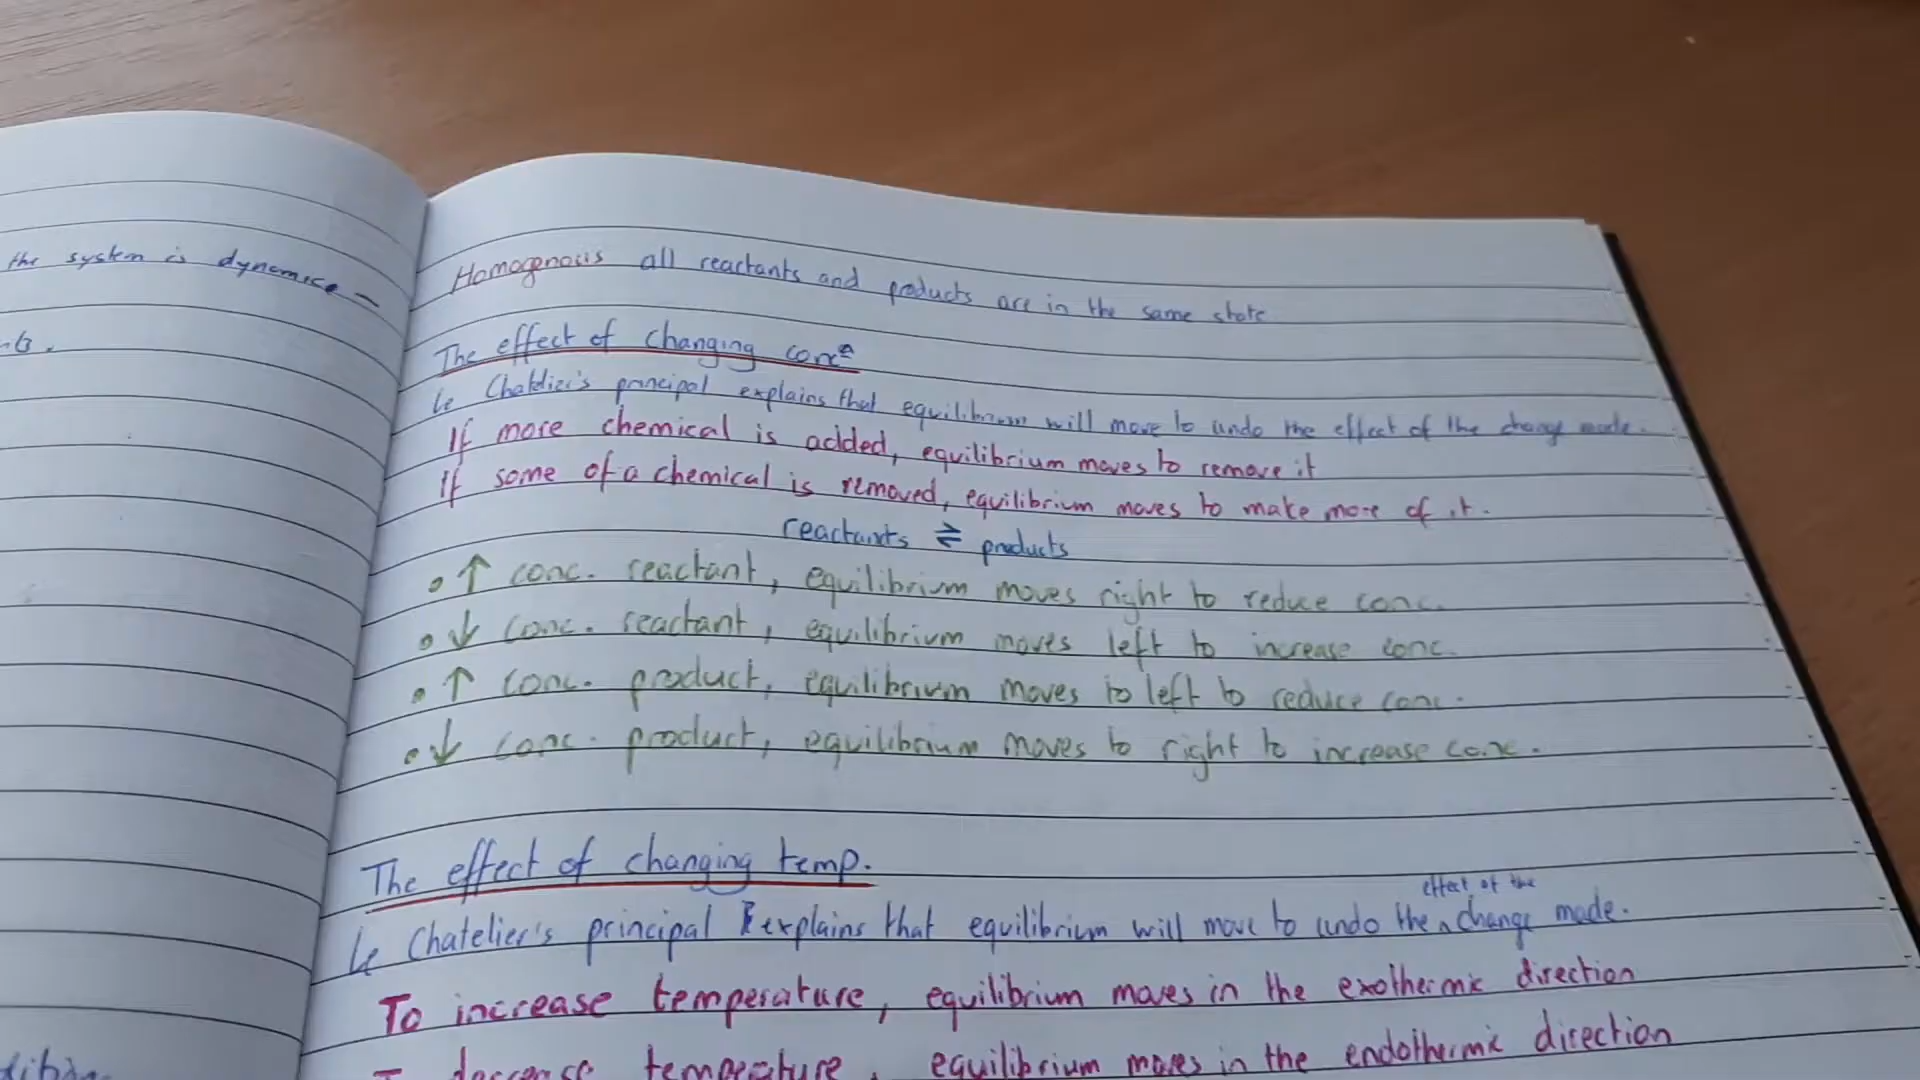 the system is dynamic –
Homogenous all reactants and products are in the same state
The effect of changing conc^n
Le Chatelier's principal explains that equilibrium will move to undo the effect of the change made.
If more chemical is added, equilibrium moves to remove it
If some of a chemical is removed, equilibrium moves to make more of it.
reactants ⇌ products
• ↑ conc. reactant, equilibrium moves right to reduce conc.
• ↓ conc. reactant, equilibrium moves left to increase conc.
• ↑ conc. product, equilibrium moves to left to reduce conc.
• ↓ conc. product, equilibrium moves to right to increase conc.
The effect of changing temp.
effect of the
Le Chatelier's principal explains that equilibrium will move to undo the ^ change made.
To increase temperature, equilibrium moves in the exothermic direction
To decrease temperature, equilibrium moves in the endothermic direction